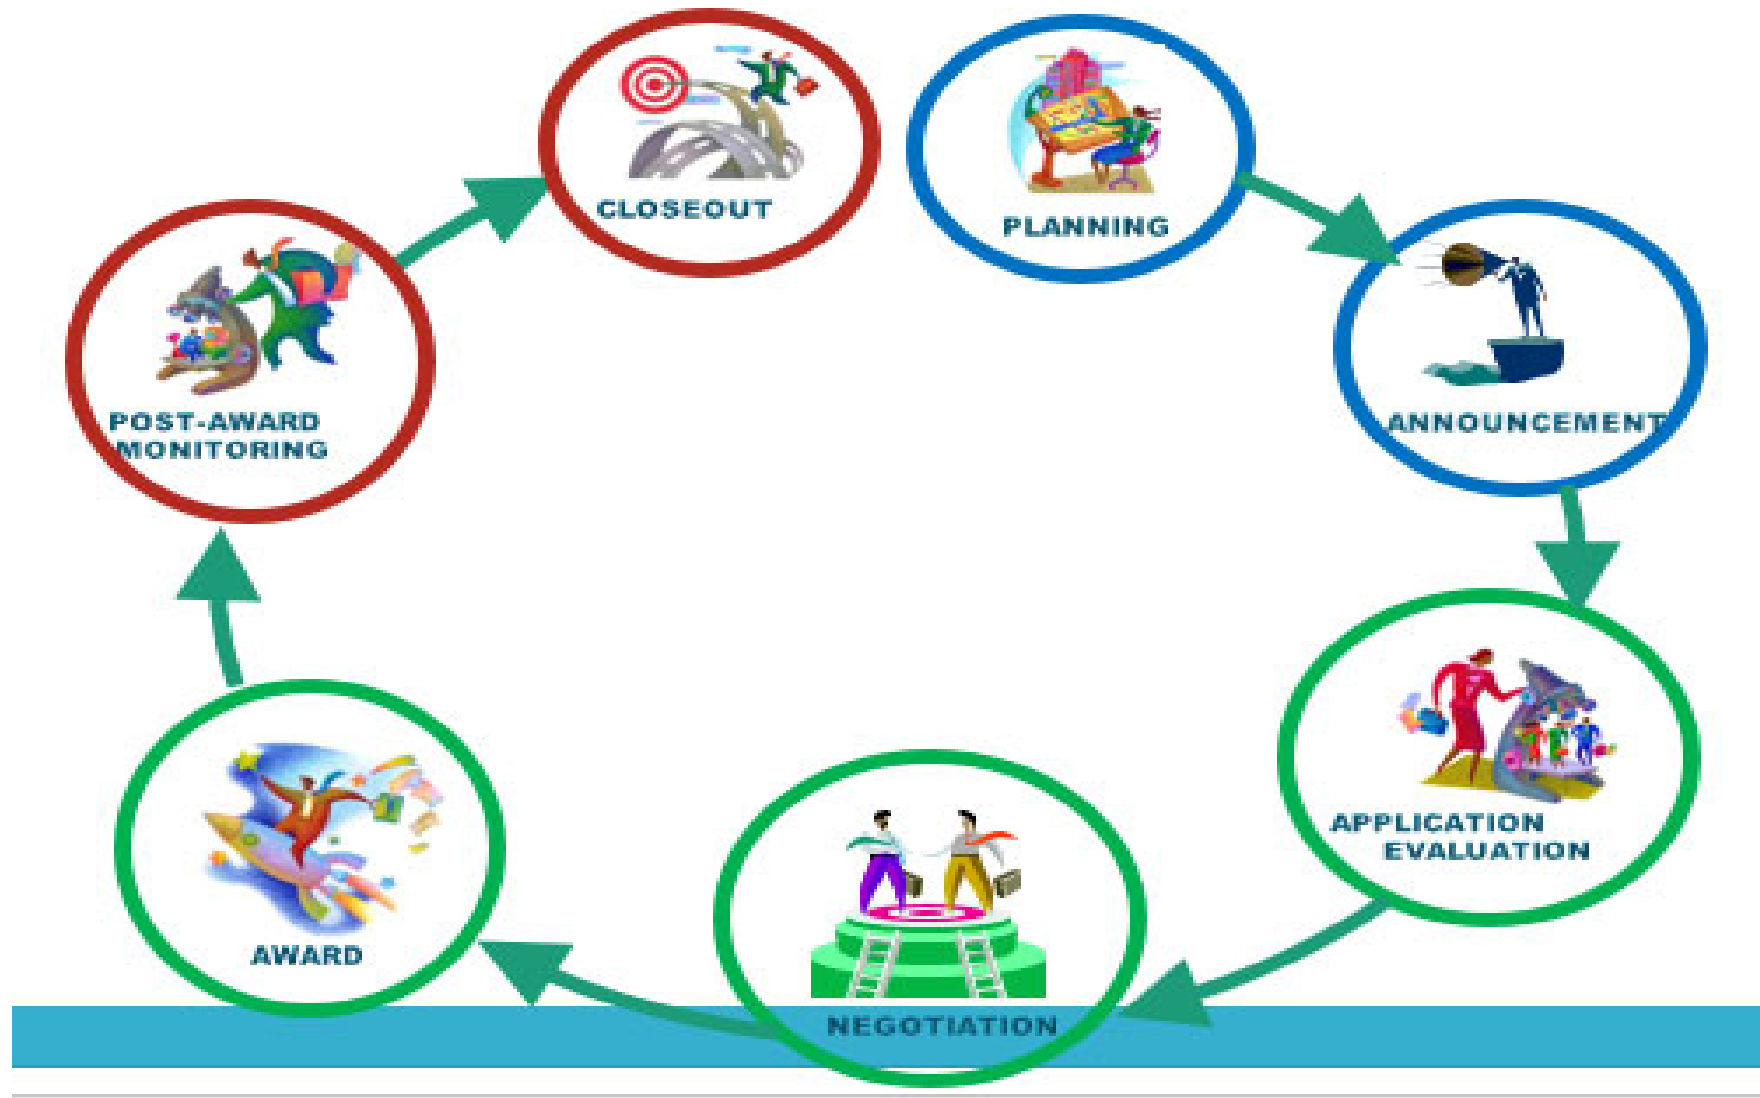 CLOSEOUT
PLANNING
ANNOUNCEMENT
POST-AWARD
MONITORING
APPLICATION
EVALUATION
AWARD
NEGOTIATION